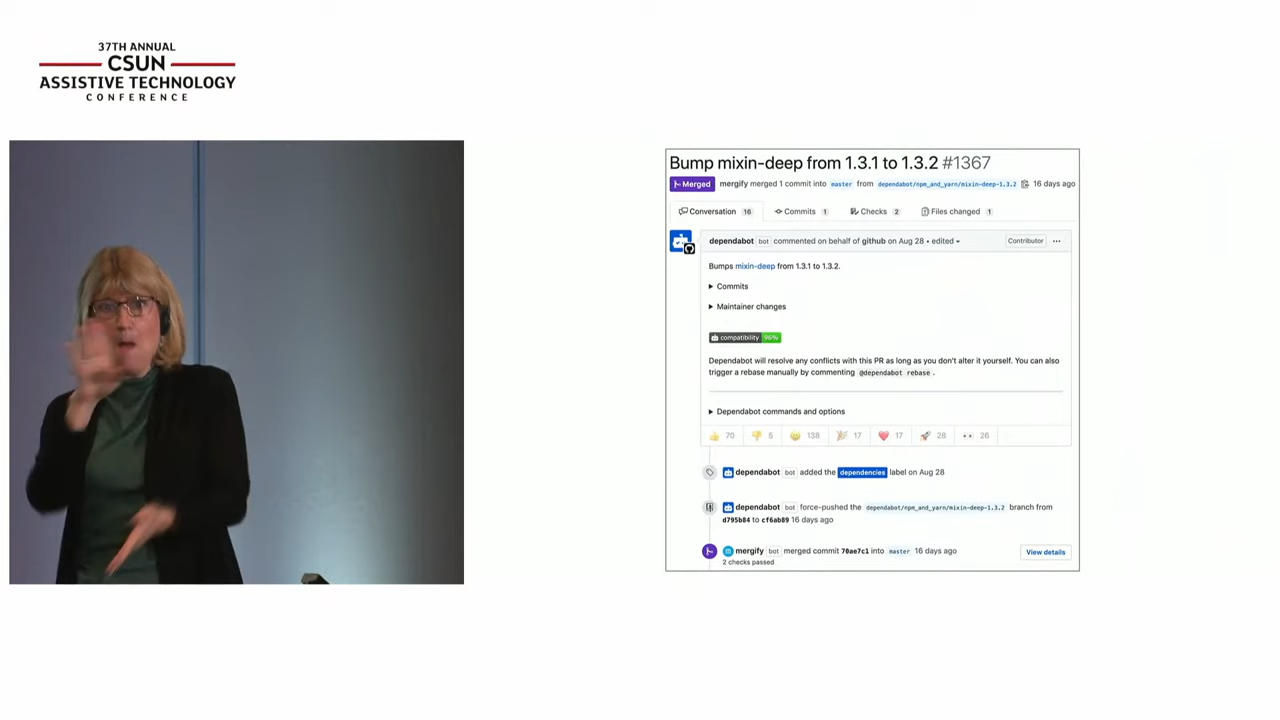 37TH ANNUAL
CSUN
ASSISTIVE TECHNOLOGY
CONFERENCE
Bump mixin-deep from 1.3.1 to 1.3.2 #1367
Merged mergify merged 1 commit into master from dependabot/npm_and_yarn/mixin-deep-1.3.2 16 days ago
Conversation 16 Commits 1 Checks 2 Files changed 1
dependabot bot commented on behalf of github on Aug 28 • edited Contributor ...
Bumps mixin-deep from 1.3.1 to 1.3.2.
Commits
Maintainer changes
compatibility 96%
Dependabot will resolve any conflicts with this PR as long as you don't alter it yourself. You can also
trigger a rebase manually by commenting @dependabot rebase.
Dependabot commands and options
70 5 138 17 17 28 26
dependabot bot added the dependencies label on Aug 28
dependabot bot force-pushed the dependabot/npm_and_yarn/mixin-deep-1.3.2 branch from
d795b84 to cf6ab89 16 days ago
mergify bot merged commit 70ae7c1 into master 16 days ago View details
2 checks passed